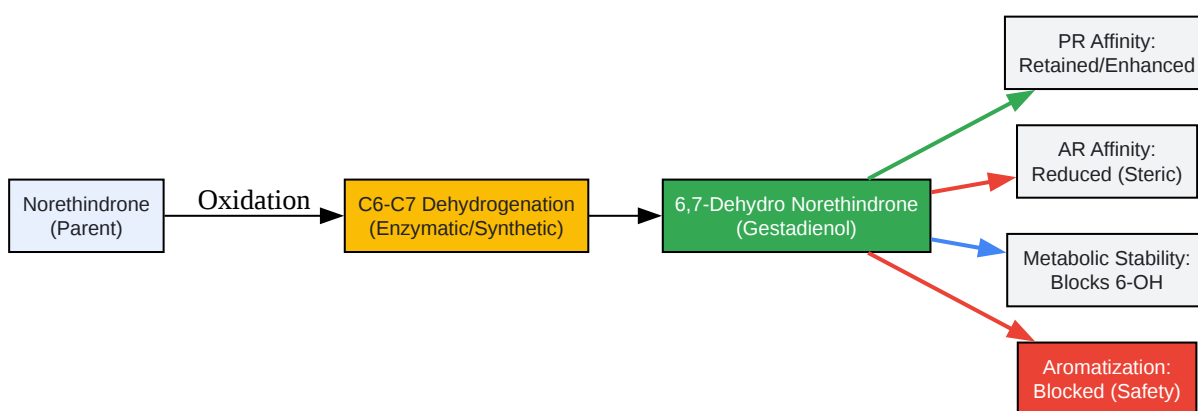 Norethindrone
(Parent)
Oxidation
C6-C7 Dehydrogenation
(Enzymatic/Synthetic)
6,7-Dehydro Norethindrone
(Gestadienol)
PR Affinity:
Retained/Enhanced
AR Affinity:
Reduced (Steric)
Metabolic Stability:
Blocks 6-OH
Aromatization:
Blocked (Safety)